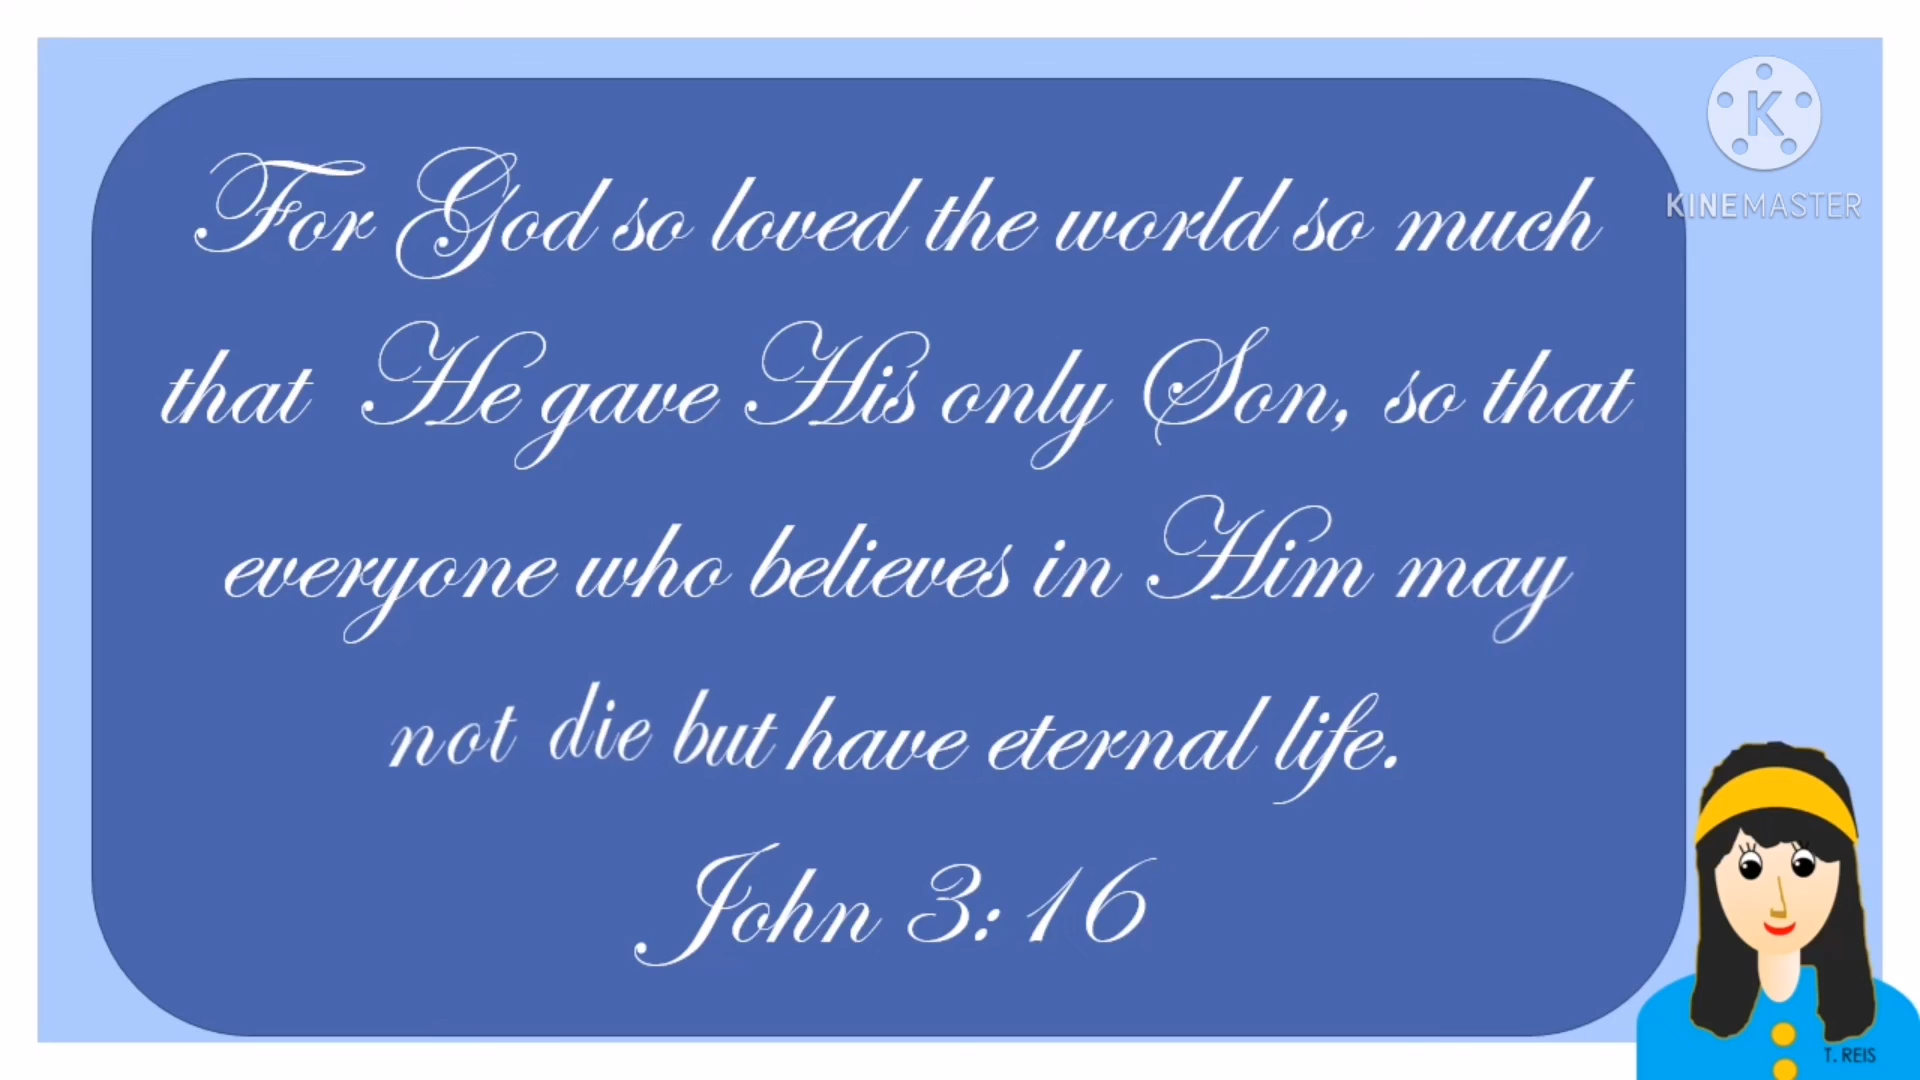 For God so loved the world so much
that He gave His only Son, so that
everyone who believes in Him may
not die but have eternal life.
John 3:16
K
KINEMASTER
T. REIS